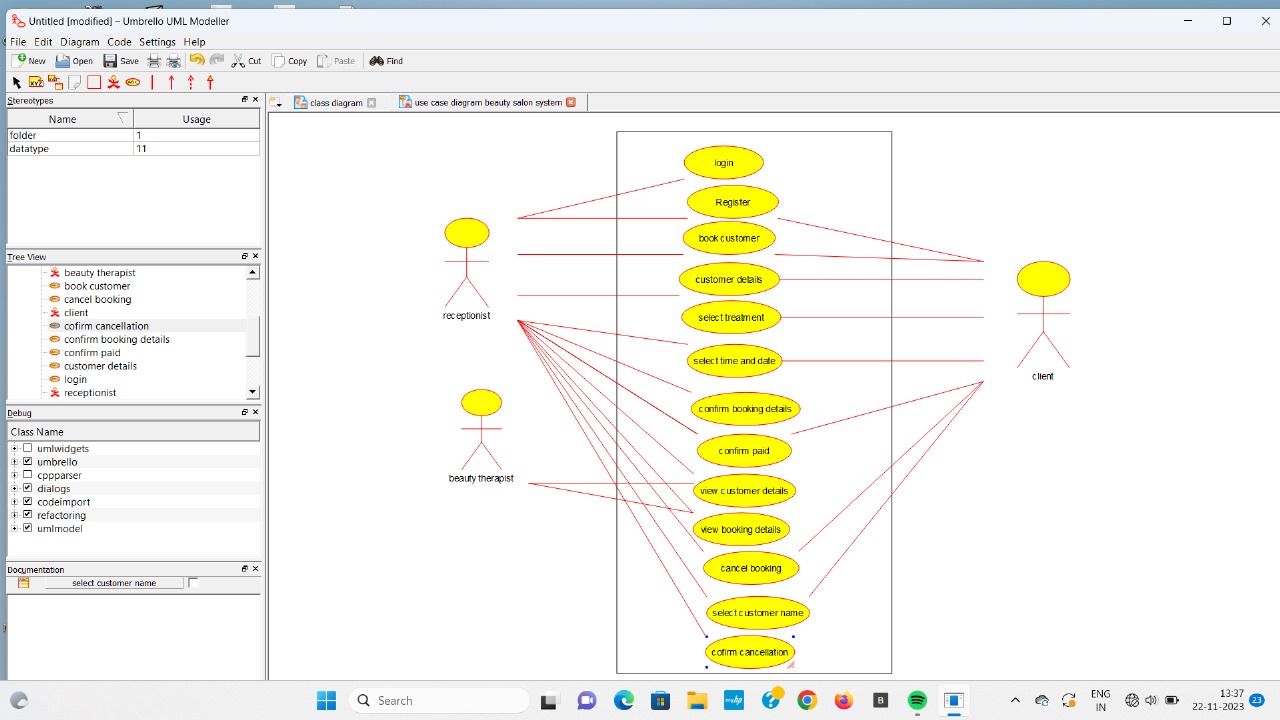 Untitled [modified] – Umbrello UML Modeller
File Edit Diagram Code Settings Help
New Open Save Cut Copy Paste Find
Stereotypes
Name Usage
folder 1
datatype 11
Tree View
beauty therapist
book customer
cancel booking
client
cofirm cancellation
confirm booking details
confirm paid
customer details
login
receptionist
Debug
Class Name
umlwidgets
umbrello
cppparser
dialogs
codeimport
refactoring
umlmodel
Documentation
select customer name
class diagram
use case diagram beauty salon system
login
Register
book customer
customer details
select treatment
select time and date
confirm booking details
confirm paid
view customer details
view booking details
cancel booking
select customer name
cofirm cancellation
receptionist
beauty therapist
client
Search
ENG
IN
13:37
22-11-2023
23